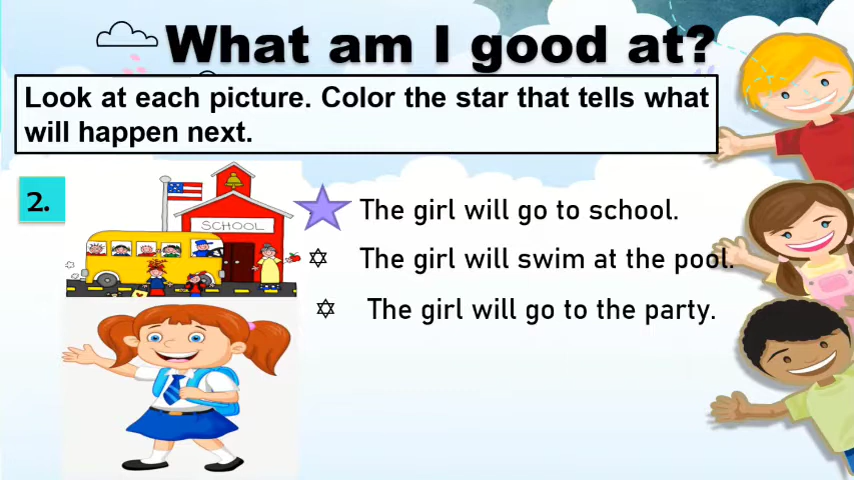 What am I good at?
Look at each picture. Color the star that tells what
will happen next.
2.
SCHOOL
The girl will go to school.
The girl will swim at the pool.
The girl will go to the party.